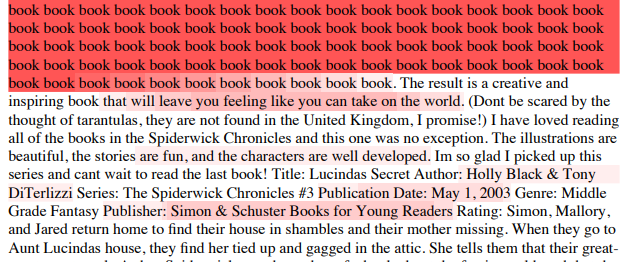 book book book book book book book book book book book book book book book book book
book book book book book book book book book book book book book book book book book
book book book book book book book book book book book book book book book book book
book book book book book book book book book book book book book book book book book
book book book book book book book book book book book. The result is a creative and
inspiring book that will leave you feeling like you can take on the world. (Dont be scared by the
thought of tarantulas, they are not found in the United Kingdom, I promise!) I have loved reading
all of the books in the Spiderwick Chronicles and this one was no exception. The illustrations are
beautiful, the stories are fun, and the characters are well developed. Im so glad I picked up this
series and cant wait to read the last book! Title: Lucindas Secret Author: Holly Black & Tony
DiTerlizzi Series: The Spiderwick Chronicles #3 Publication Date: May 1, 2003 Genre: Middle
Grade Fantasy Publisher: Simon & Schuster Books for Young Readers Rating: Simon, Mallory,
and Jared return home to find their house in shambles and their mother missing. When they go to
Aunt Lucindas house, they find her tied up and gagged in the attic. She tells them that their great-